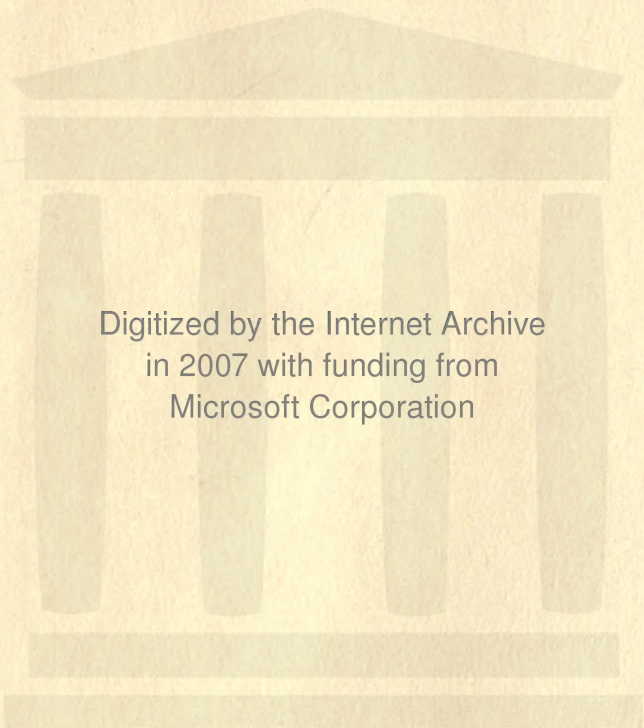 Digitized by the Internet Archive
in 2007 with funding from
Microsoft Corporation